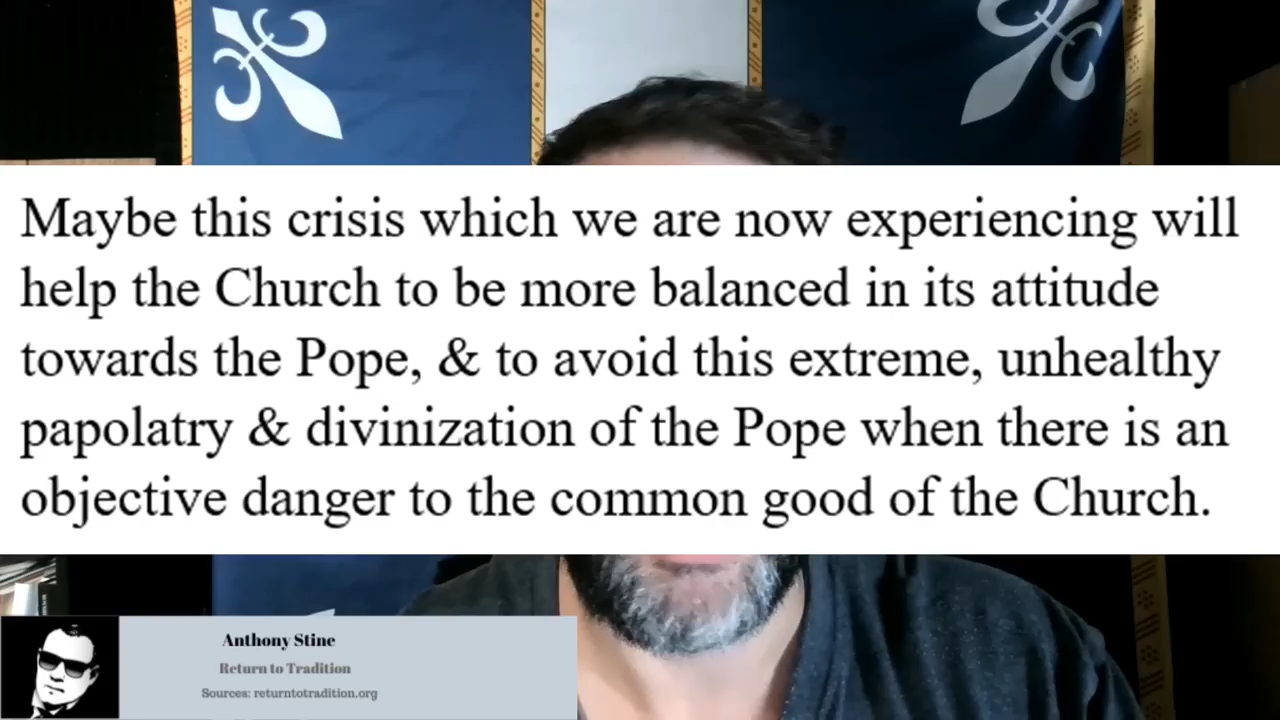 Maybe this crisis which we are now experiencing will
help the Church to be more balanced in its attitude
towards the Pope, & to avoid this extreme, unhealthy
papolatry & divinization of the Pope when there is an
objective danger to the common good of the Church.
Anthony Stine
Return to Tradition
Sources: returntotradition.org